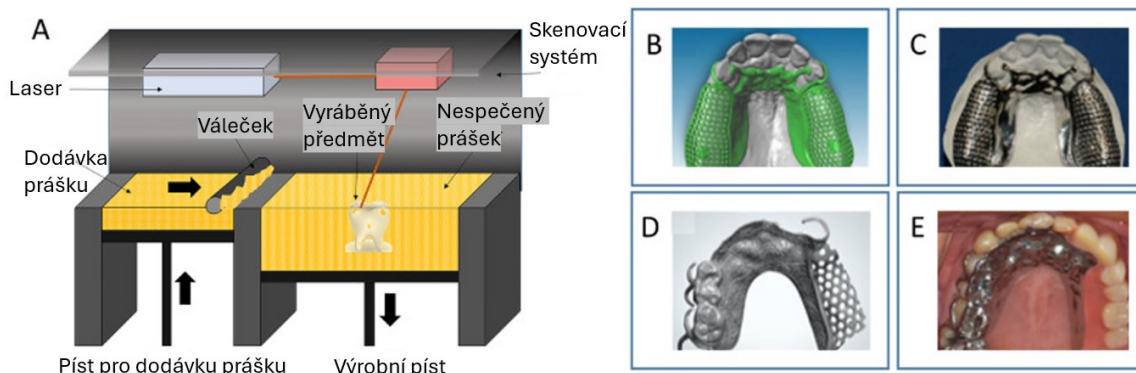 A
Skenovací
systém
Laser
Váleček
Vyráběný
předmět
Nespečený
prášek
Dodávka
prášku
Píst pro dodávku prášku
Výrobní píst
B
C
D
E